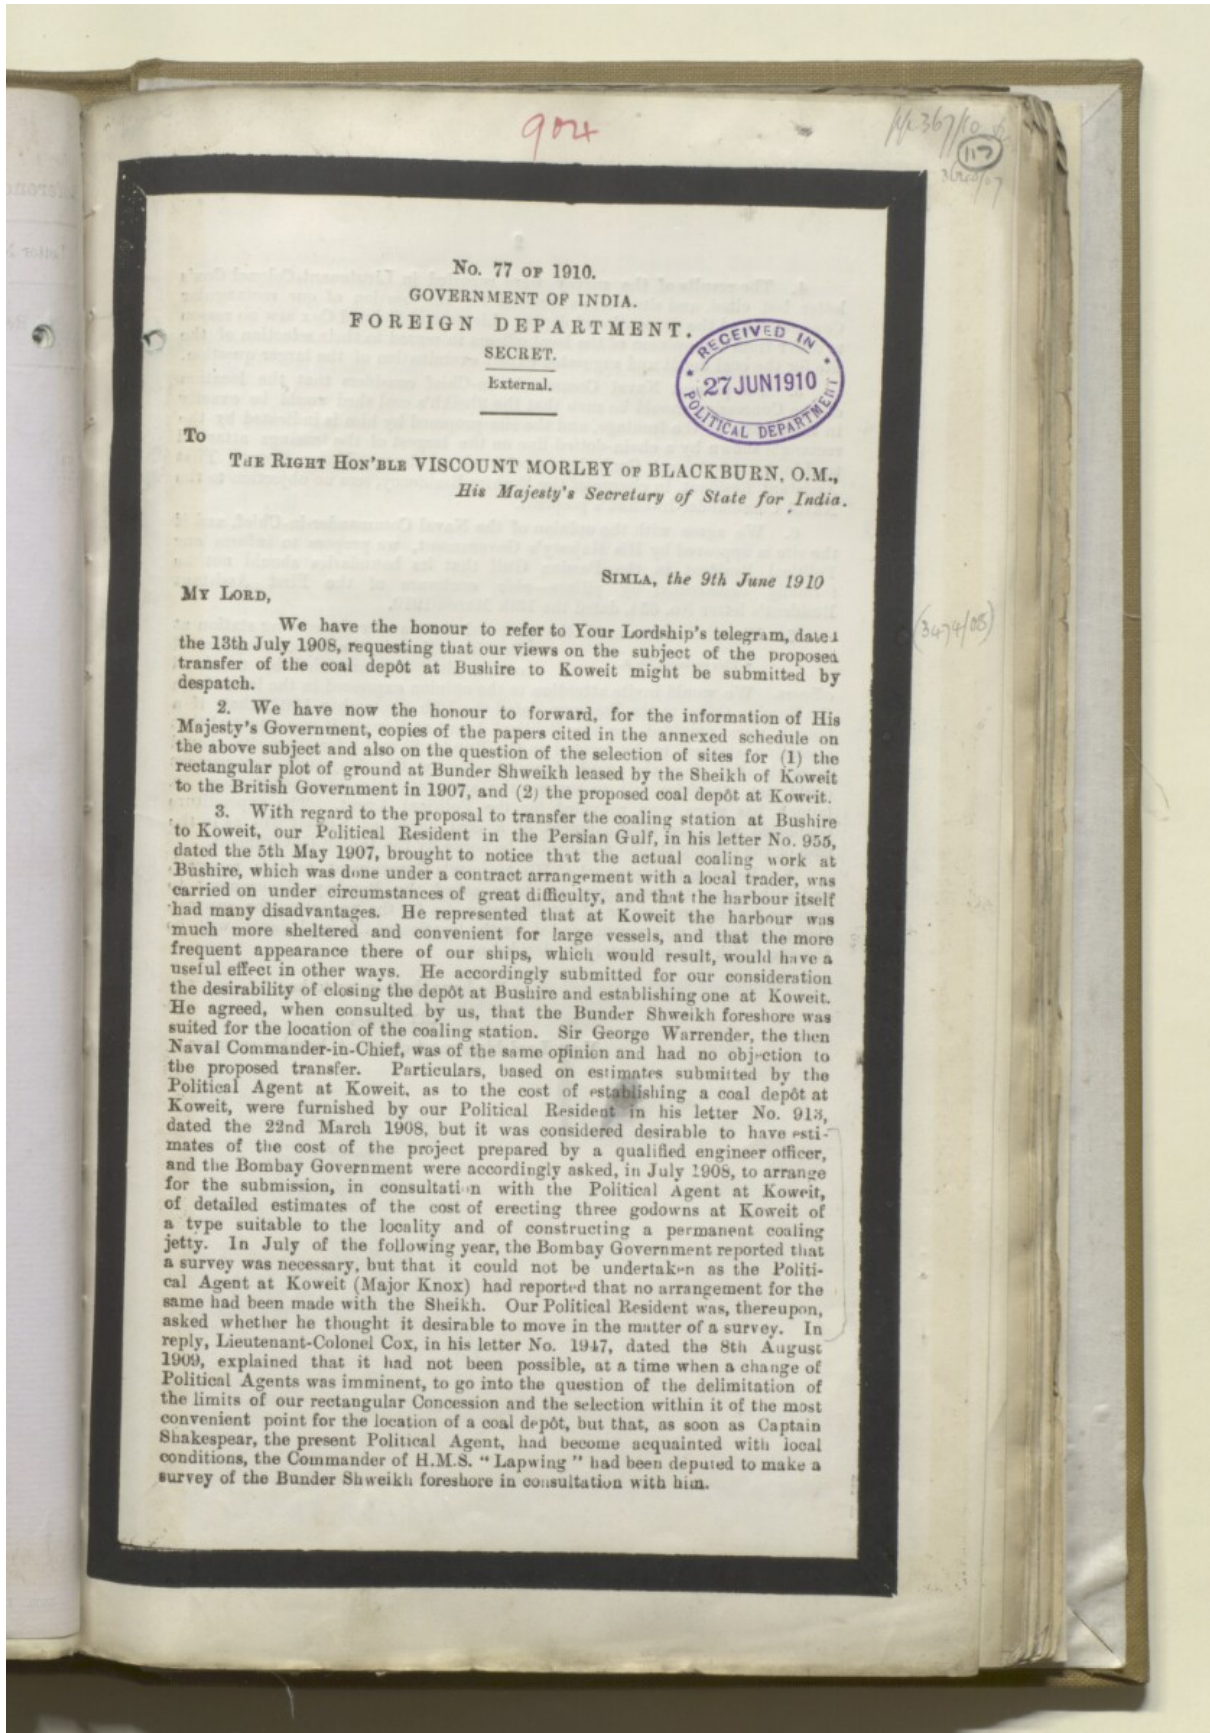 904
117
No. 77 OF 1910.
GOVERNMENT OF INDIA.
FOREIGN DEPARTMENT.
SECRET.
External.
RECEIVED IN
27 JUN 1910
POLITICAL DEPARTMENT
To
THE RIGHT HON'BLE VISCOUNT MORLEY OF BLACKBURN, O.M.,
His Majesty's Secretary of State for India.
SIMLA, the 9th June 1910
MY LORD,
(3474/08)
We have the honour to refer to Your Lordship's telegram, dated
the 13th July 1908, requesting that our views on the subject of the proposed
transfer of the coal depôt at Bushire to Koweit might be submitted by
despatch.
2. We have now the honour to forward, for the information of His
Majesty's Government, copies of the papers cited in the annexed schedule on
the above subject and also on the question of the selection of sites for (1) the
rectangular plot of ground at Bunder Shweikh leased by the Sheikh of Koweit
to the British Government in 1907, and (2) the proposed coal depôt at Koweit.
3. With regard to the proposal to transfer the coaling station at Bushire
to Koweit, our Political Resident in the Persian Gulf, in his letter No. 955,
dated the 5th May 1907, brought to notice that the actual coaling work at
Bushire, which was done under a contract arrangement with a local trader, was
carried on under circumstances of great difficulty, and that the harbour itself
had many disadvantages. He represented that at Koweit the harbour was
much more sheltered and convenient for large vessels, and that the more
frequent appearance there of our ships, which would result, would have a
useful effect in other ways. He accordingly submitted for our consideration
the desirability of closing the depôt at Bushire and establishing one at Koweit.
He agreed, when consulted by us, that the Bunder Shweikh foreshore was
suited for the location of the coaling station. Sir George Warrender, the then
Naval Commander-in-Chief, was of the same opinion and had no objection to
the proposed transfer. Particulars, based on estimates submitted by the
Political Agent at Koweit, as to the cost of establishing a coal depôt at
Koweit, were furnished by our Political Resident in his letter No. 913,
dated the 22nd March 1908, but it was considered desirable to have esti-
mates of the cost of the project prepared by a qualified engineer officer,
and the Bombay Government were accordingly asked, in July 1908, to arrange
for the submission, in consultation with the Political Agent at Koweit,
of detailed estimates of the cost of erecting three godowns at Koweit of
a type suitable to the locality and of constructing a permanent coaling
jetty. In July of the following year, the Bombay Government reported that
a survey was necessary, but that it could not be undertaken as the Politi-
cal Agent at Koweit (Major Knox) had reported that no arrangement for the
same had been made with the Sheikh. Our Political Resident was, thereupon,
asked whether he thought it desirable to move in the matter of a survey. In
reply, Lieutenant-Colonel Cox, in his letter No. 1947, dated the 8th August
1909, explained that it had not been possible, at a time when a change of
Political Agents was imminent, to go into the question of the delimitation of
the limits of our rectangular Concession and the selection within it of the most
convenient point for the location of a coal depôt, but that, as soon as Captain
Shakespear, the present Political Agent, had become acquainted with local
conditions, the Commander of H.M.S. "Lapwing" had been deputed to make a
survey of the Bunder Shweikh foreshore in consultation with him.